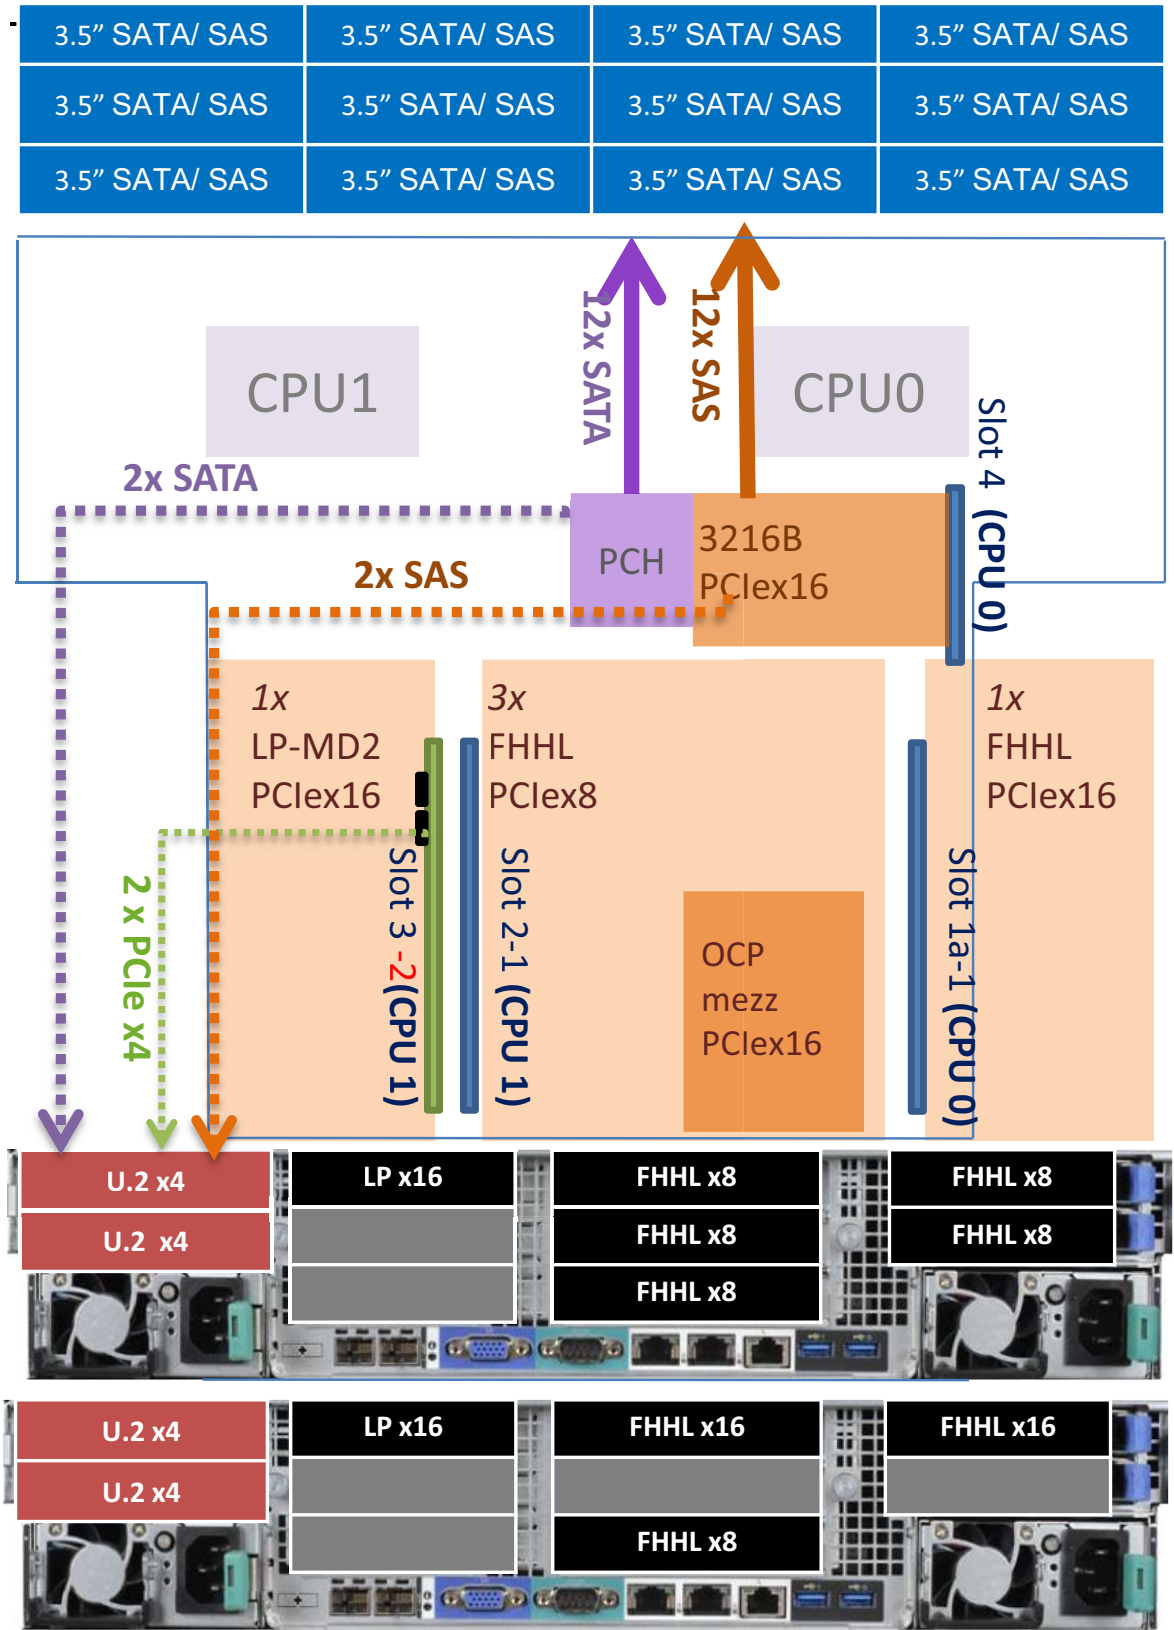 3.5” SATA/ SAS 3.5” SATA/ SAS 3.5” SATA/ SAS 3.5” SATA/ SAS
3.5” SATA/ SAS 3.5” SATA/ SAS 3.5” SATA/ SAS 3.5” SATA/ SAS
3.5” SATA/ SAS 3.5” SATA/ SAS 3.5” SATA/ SAS 3.5” SATA/ SAS
12x SATA
12x SAS
CPU1
CPU0
Slot 4 (CPU 0)
2x SATA
2x SAS
PCH
3216B
PCIex16
1x
LP-MD2
PCIex16
3x
FHHL
PCIex8
1x
FHHL
PCIex16
2 x PCIe x4
Slot 3 -2(CPU 1)
Slot 2-1 (CPU 1)
Slot 1a-1 (CPU 0)
OCP
mezz
PCIex16
U.2 x4 LP x16 FHHL x8 FHHL x8
U.2 x4 FHHL x8 FHHL x8
FHHL x8
U.2 x4 LP x16 FHHL x16 FHHL x16
U.2 x4
FHHL x8